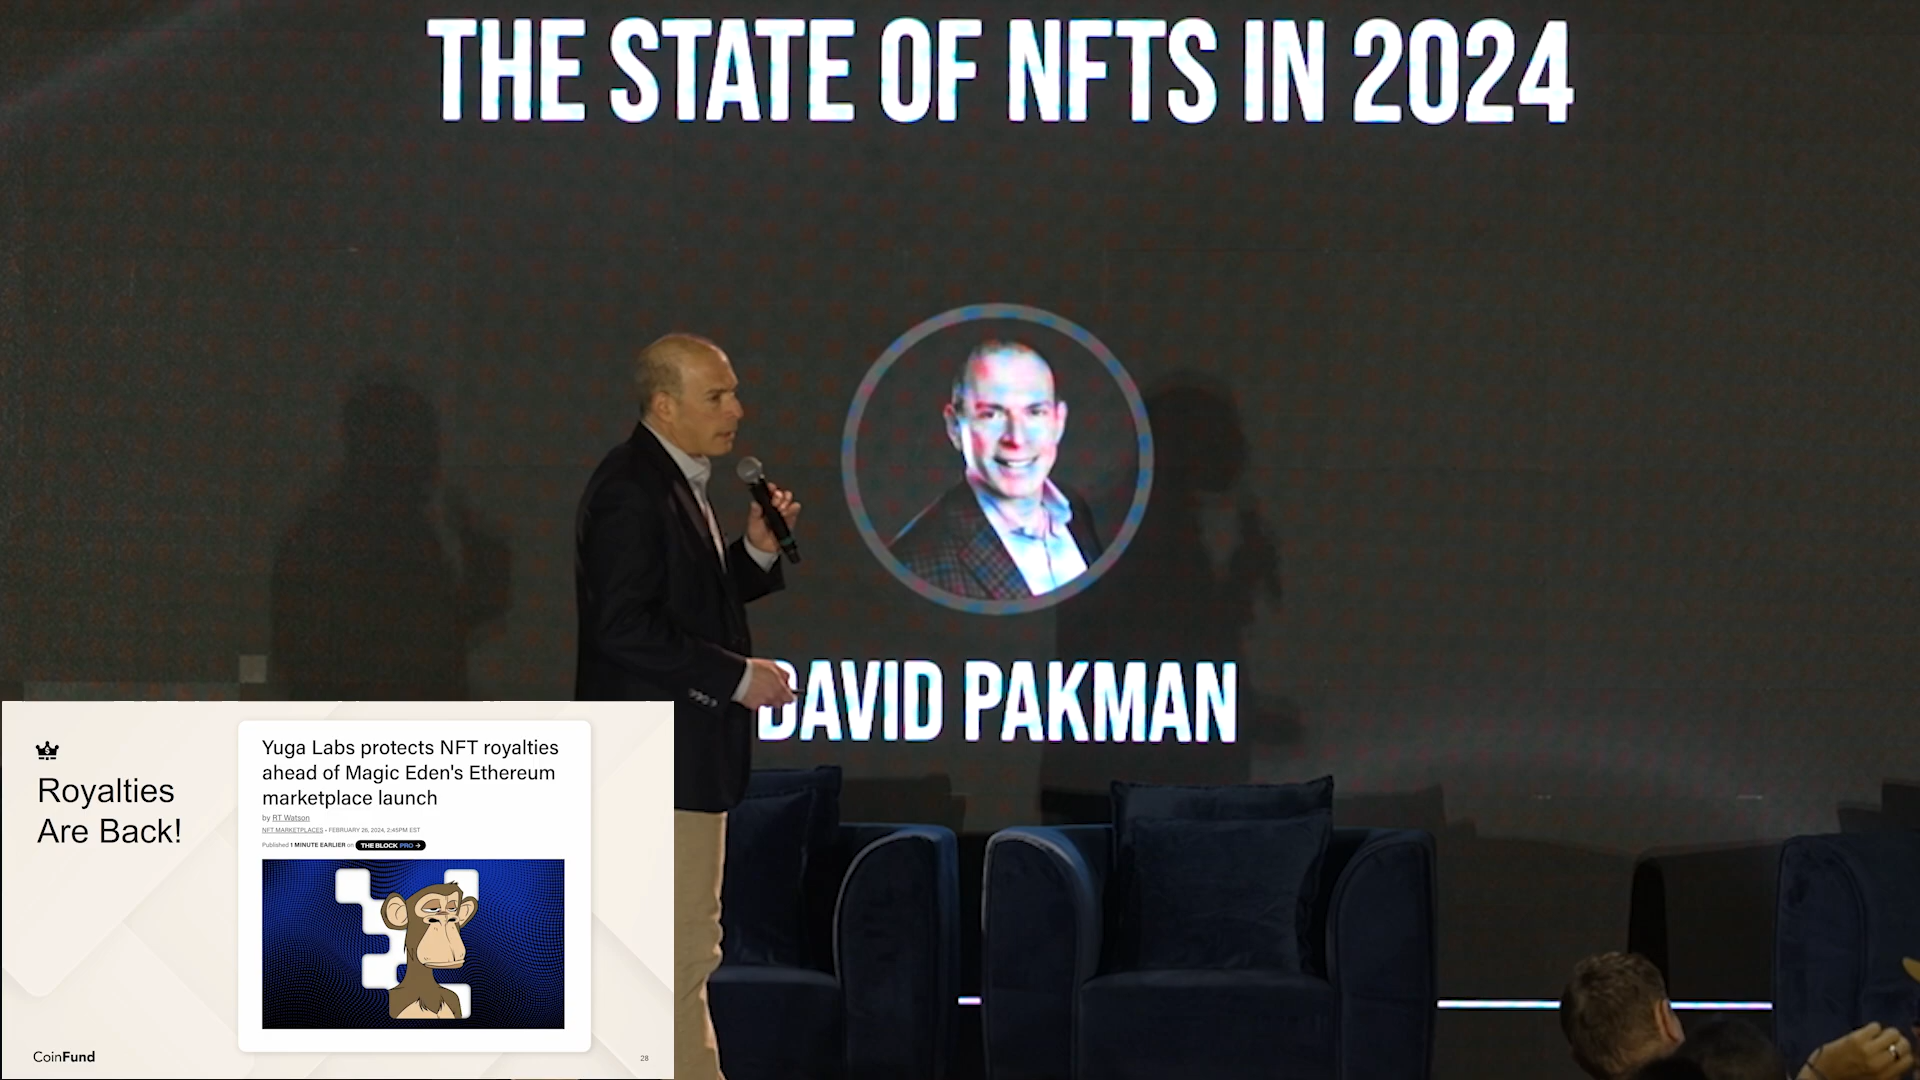 THE STATE OF NFTS IN 2024
DAVID PAKMAN
Royalties
Are Back!
Yuga Labs protects NFT royalties
ahead of Magic Eden's Ethereum
marketplace launch
by RT Watson
NFT MARKETPLACES • FEBRUARY 26, 2024, 2:45PM EST
Published 1 MINUTE EARLIER on THE BLOCK PRO →
CoinFund
28